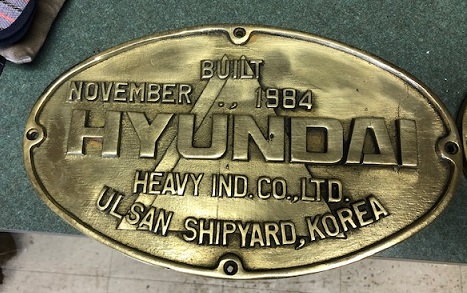 BUILT
NOVEMBER ., 1984
HYUNDAI
HEAVY IND. CO., LTD.
ULSAN SHIPYARD, KOREA